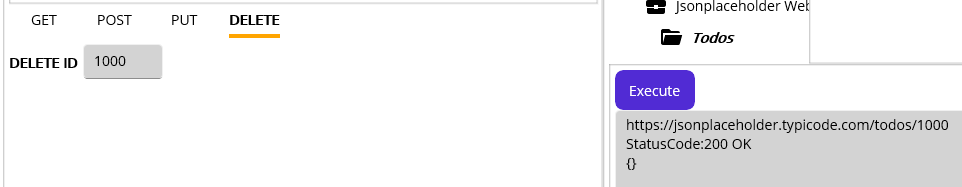 GET POST PUT DELETE
DELETE ID 1000
Jsonplaceholder Web
Todos
Execute
https://jsonplaceholder.typicode.com/todos/1000
StatusCode:200 OK
{}